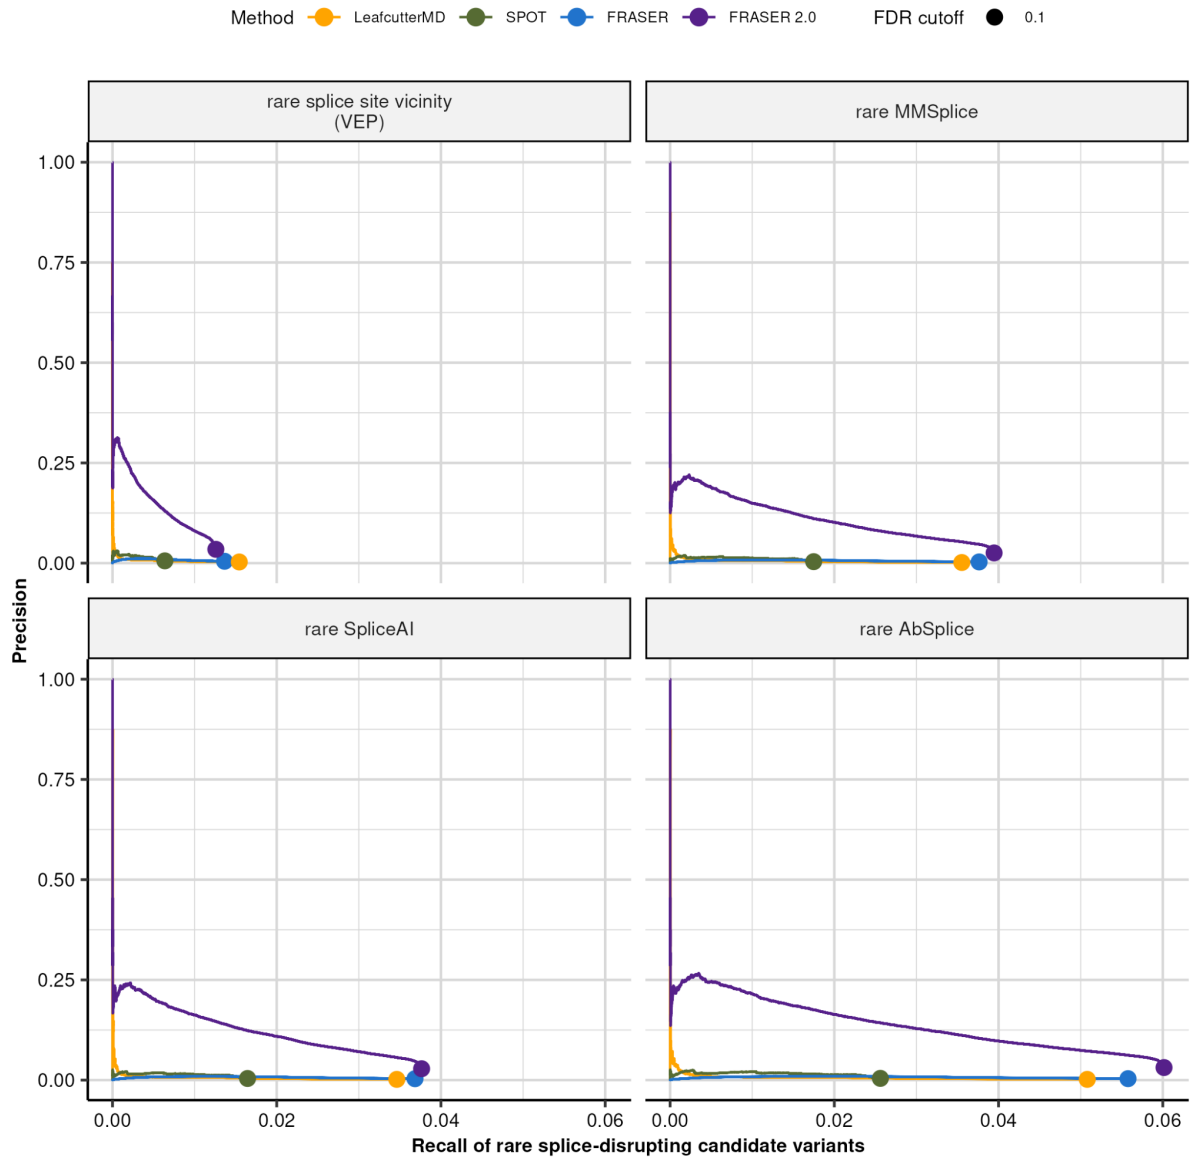 Method LeafcutterMD SPOT FRASER FRASER 2.0 FDR cutoff 0.1
rare splice site vicinity
(VEP)
rare MMSplice
1.00
0.75
0.50
0.25
0.00
rare SpliceAI
rare AbSplice
1.00
0.75
0.50
0.25
0.00
Precision
0.00 0.02 0.04 0.06 0.00 0.02 0.04 0.06
Recall of rare splice-disrupting candidate variants